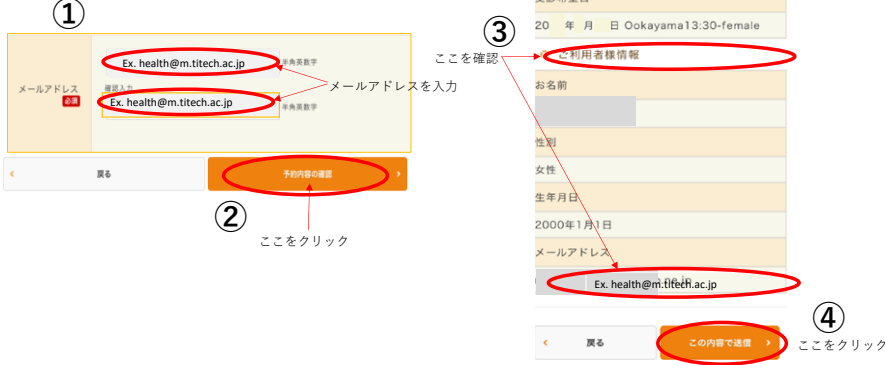 ①
Ex. health@m.titech.ac.jp
半角英数字
メールアドレス
必須
確認入力
Ex. health@m.titech.ac.jp
半角英数字
メールアドレスを入力
戻る
予約内容の確認
②
ここをクリック
③
20 年 月 日 Ookayama13:30-female
ここを確認
ご利用者様情報
お名前
性別
女性
生年月日
2000年1月1日
メールアドレス
Ex. health@m.titech.ac.jp
戻る
この内容で送信
④
ここをクリック